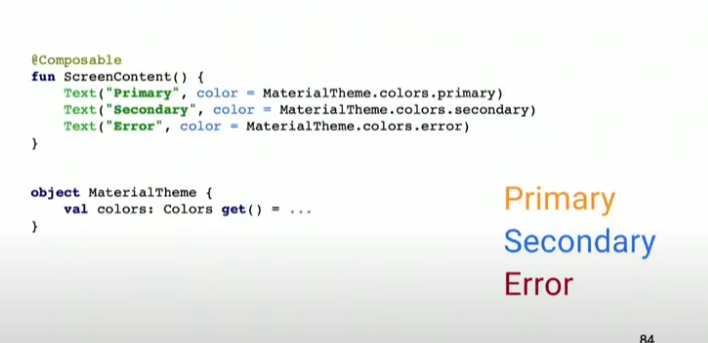 @Composable
fun ScreenContent() {
    Text("Primary", color = MaterialTheme.colors.primary)
    Text("Secondary", color = MaterialTheme.colors.secondary)
    Text("Error", color = MaterialTheme.colors.error)
}
object MaterialTheme {
    val colors: Colors get() = ...
}
Primary
Secondary
Error
84